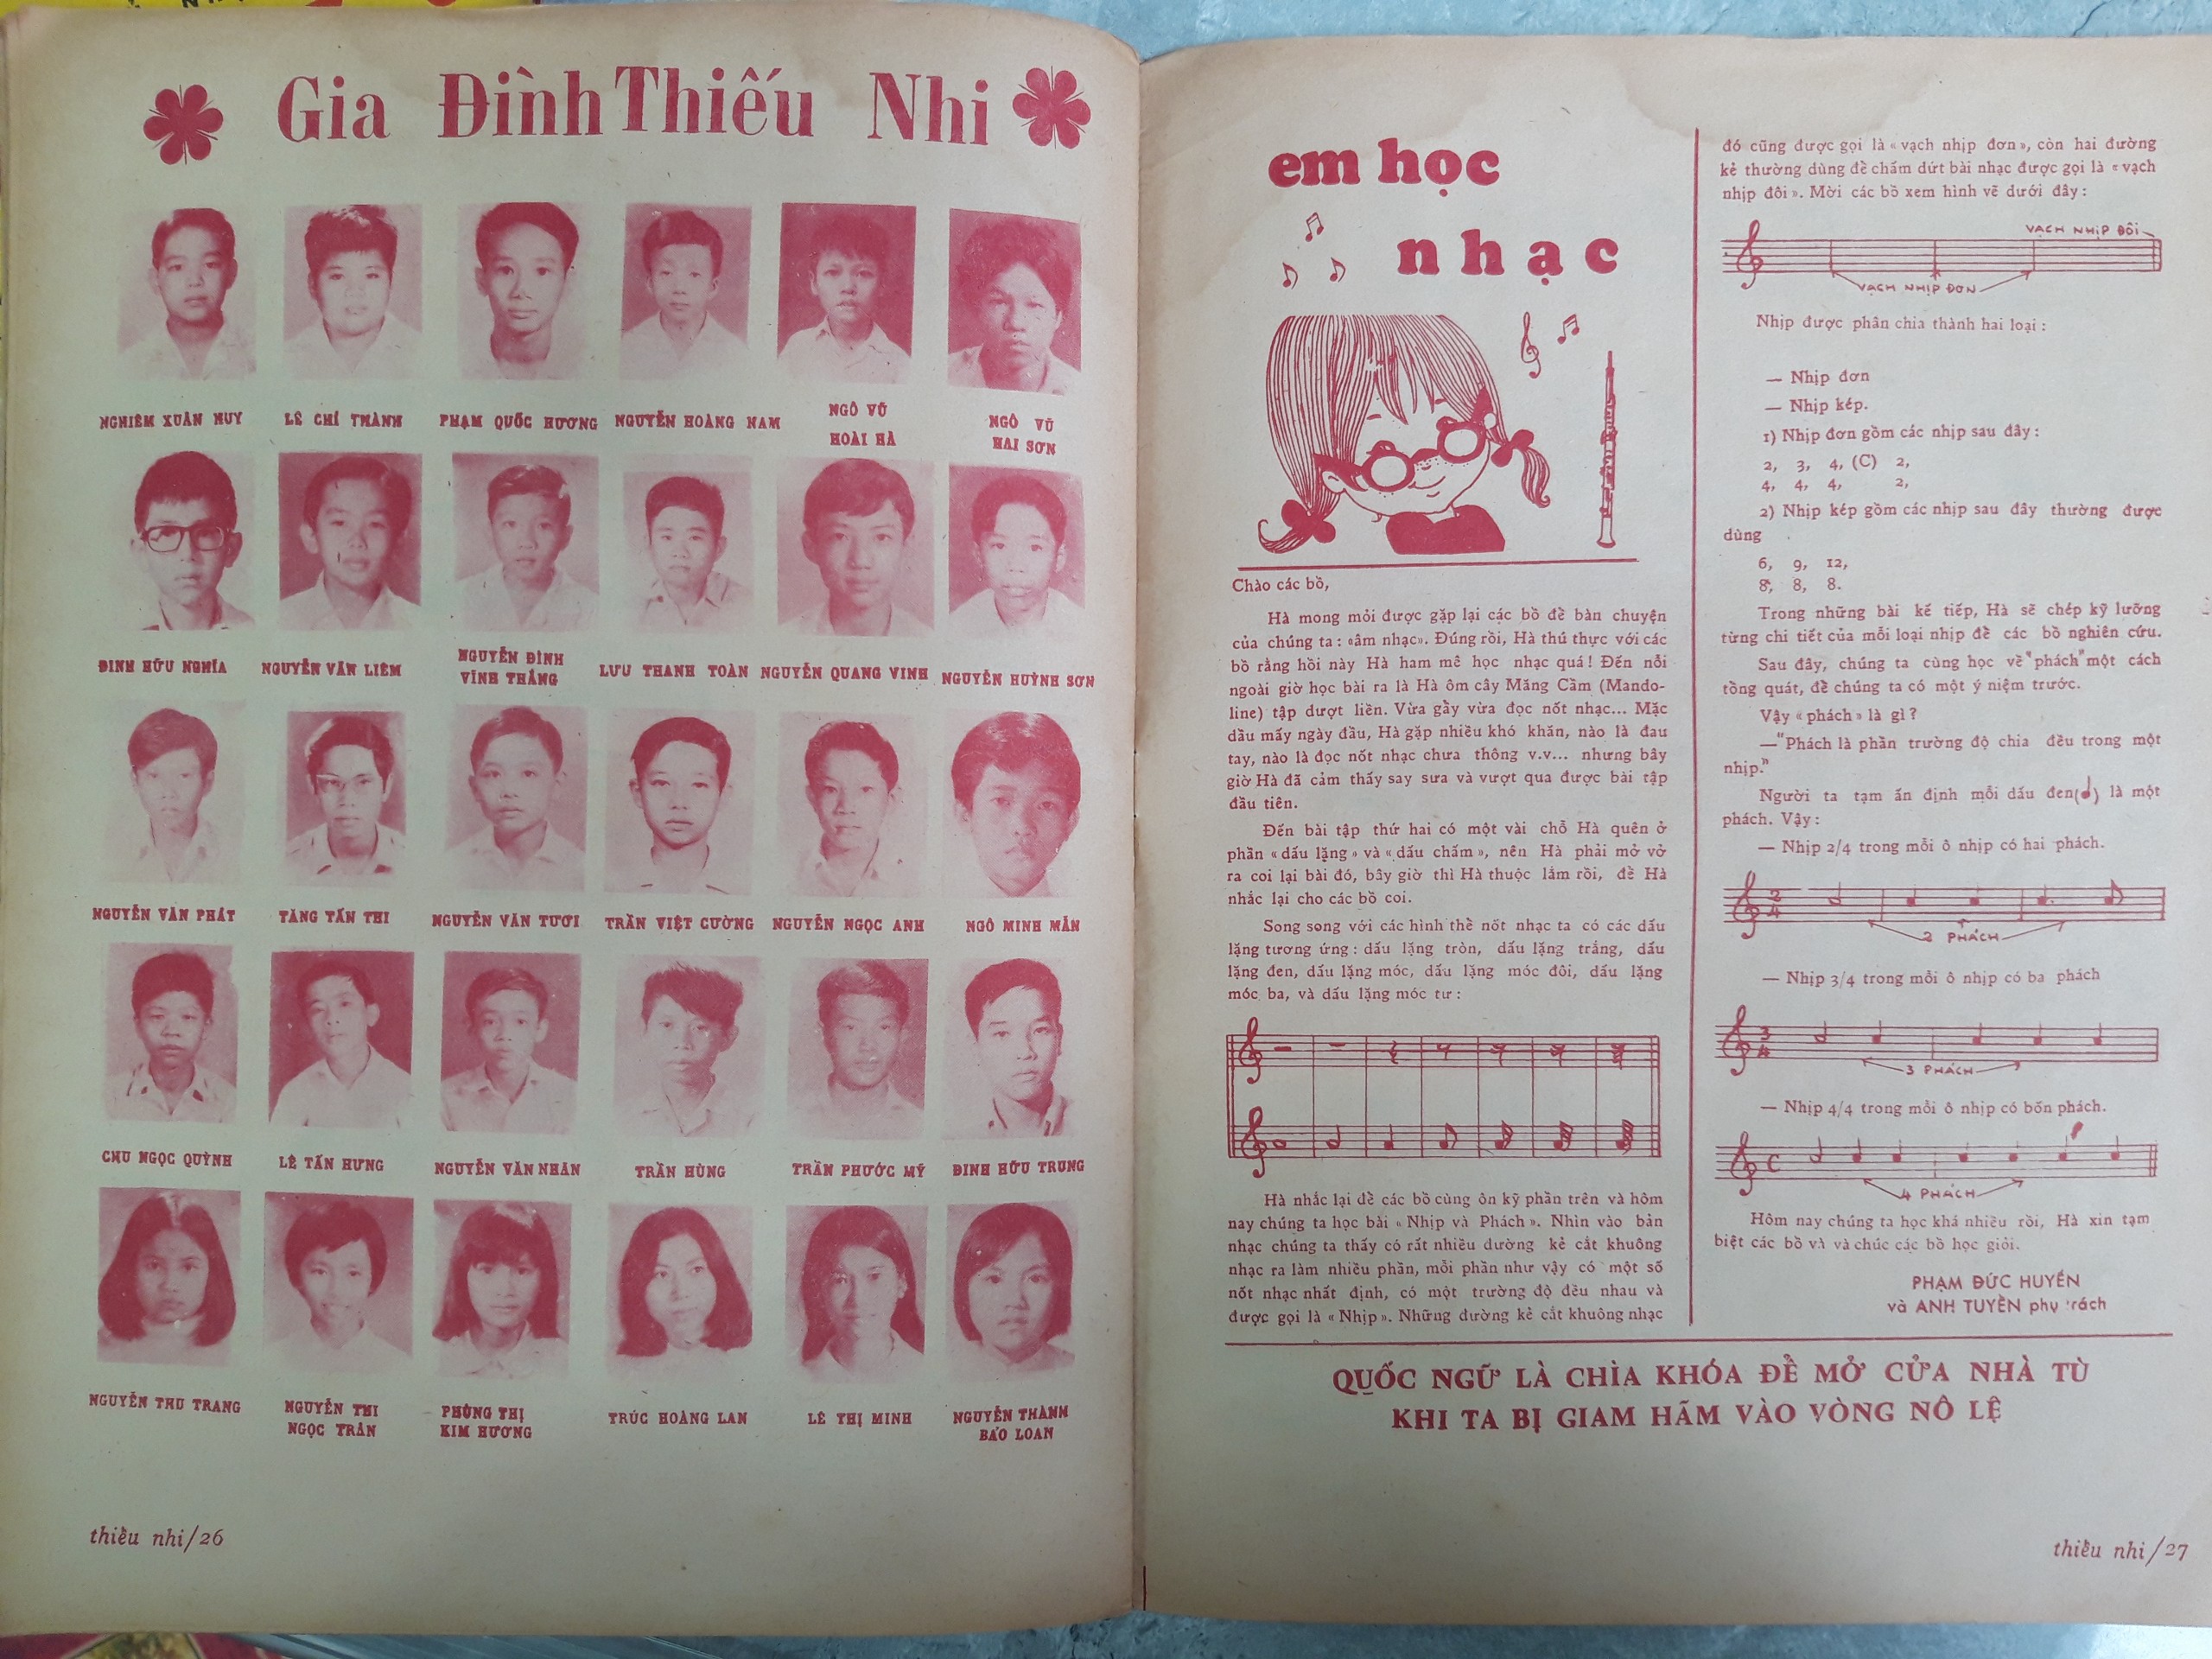 Gia Đình Thiếu Nhi
NGHIÊM XUÂN HUY
LÊ CHÍ THÀNH
PHẠM QUỐC HƯƠNG
NGUYỄN HOÀNG NAM
NGÔ VŨ
HOÀI HÀ
NGÔ VŨ
HẢI SƠN
ĐINH HỮU NGHĨA
NGUYỄN VĂN LIÊM
NGUYỄN ĐÌNH
VĨNH THẮNG
LƯU THANH TOÀN
NGUYỄN QUANG VINH
NGUYỄN HUỲNH SƠN
NGUYỄN VĂN PHÁT
TĂNG TẤN THI
NGUYỄN VĂN TƯƠI
TRẦN VIỆT CƯỜNG
NGUYỄN NGỌC ANH
NGÔ MINH MẪN
CHU NGỌC QUỲNH
LÊ TẤN HƯNG
NGUYỄN VĂN NHÂN
TRẦN HÙNG
TRẦN PHƯỚC MỸ
ĐINH HỮU TRUNG
NGUYỄN THU TRANG
NGUYỄN THI
NGỌC TRÂN
PHÙNG THỊ
KIM HƯƠNG
TRÚC HOÀNG LAN
LÊ THỊ MINH
NGUYỄN THÀNH
BẢO LOAN
thiếu nhi/26
em học
nhạc
Chào các bồ,
Hà mong mỏi được gặp lại các bồ để bàn chuyện
của chúng ta : «âm nhạc». Đúng rồi, Hà thú thực với các
bồ rằng hồi này Hà ham mê học nhạc quá ! Đến nỗi
ngoài giờ học bài ra là Hà ôm cây Măng Cầm (Mando-
line) tập dượt liền. Vừa gẩy vừa đọc nốt nhạc... Mặc
dầu mấy ngày đầu, Hà gặp nhiều khó khăn, nào là đau
tay, nào là đọc nốt nhạc chưa thông v.v... nhưng bây
giờ Hà đã cảm thấy say sưa và vượt qua được bài tập
đầu tiên.
Đến bài tập thứ hai có một vài chỗ Hà quên ở
phần «dấu lặng» và «dấu chấm», nên Hà phải mở vở
ra coi lại bài đó, bây giờ thì Hà thuộc lắm rồi, để Hà
nhắc lại cho các bồ coi.
Song song với các hình thể nốt nhạc ta có các dấu
lặng tương ứng : dấu lặng tròn, dấu lặng trắng, dấu
lặng đen, dấu lặng móc, dấu lặng móc đôi, dấu lặng
móc ba, và dấu lặng móc tư :
Hà nhắc lại để các bồ cùng ôn kỹ phần trên và hôm
nay chúng ta học bài «Nhịp và Phách». Nhìn vào bản
nhạc chúng ta thấy có rất nhiều đường kẻ cắt khuông
nhạc ra làm nhiều phần, mỗi phần như vậy có một số
nốt nhạc nhất định, có một trường độ đều nhau và
được gọi là «Nhịp». Những đường kẻ cắt khuông nhạc
đó cũng được gọi là «vạch nhịp đơn», còn hai đường
kẻ thường dùng để chấm dứt bài nhạc được gọi là «vạch
nhịp đôi». Mời các bồ xem hình vẽ dưới đây :
VẠCH NHỊP ĐÔI
VẠCH NHỊP ĐƠN
Nhịp được phân chia thành hai loại :
— Nhịp đơn
— Nhịp kép.
1) Nhịp đơn gồm các nhịp sau đây :
2, 3, 4, (C) 2,
4, 4, 4, 2,
2) Nhịp kép gồm các nhịp sau đây thường được
dùng
6, 9, 12,
8, 8, 8.
Trong những bài kế tiếp, Hà sẽ chép kỹ lưỡng
từng chi tiết của mỗi loại nhịp để các bồ nghiên cứu.
Sau đây, chúng ta cùng học về "phách" một cách
tổng quát, để chúng ta có một ý niệm trước.
Vậy «phách» là gì ?
—"Phách là phần trường độ chia đều trong một
nhịp."
Người ta tạm ấn định mỗi dấu đen(♩) là một
phách. Vậy :
— Nhịp 2/4 trong mỗi ô nhịp có hai phách.
2
4
2 PHÁCH
— Nhịp 3/4 trong mỗi ô nhịp có ba phách
3
4
3 PHÁCH
— Nhịp 4/4 trong mỗi ô nhịp có bốn phách.
C
4 PHÁCH
Hôm nay chúng ta học khá nhiều rồi, Hà xin tạm
biệt các bồ và và chúc các bồ học giỏi.
PHẠM ĐỨC HUYẾN
và ANH TUYỀN phụ trách
QUỐC NGỮ LÀ CHÌA KHÓA ĐỂ MỞ CỬA NHÀ TÙ
KHI TA BỊ GIAM HÃM VÀO VÒNG NÔ LỆ
thiếu nhi/27